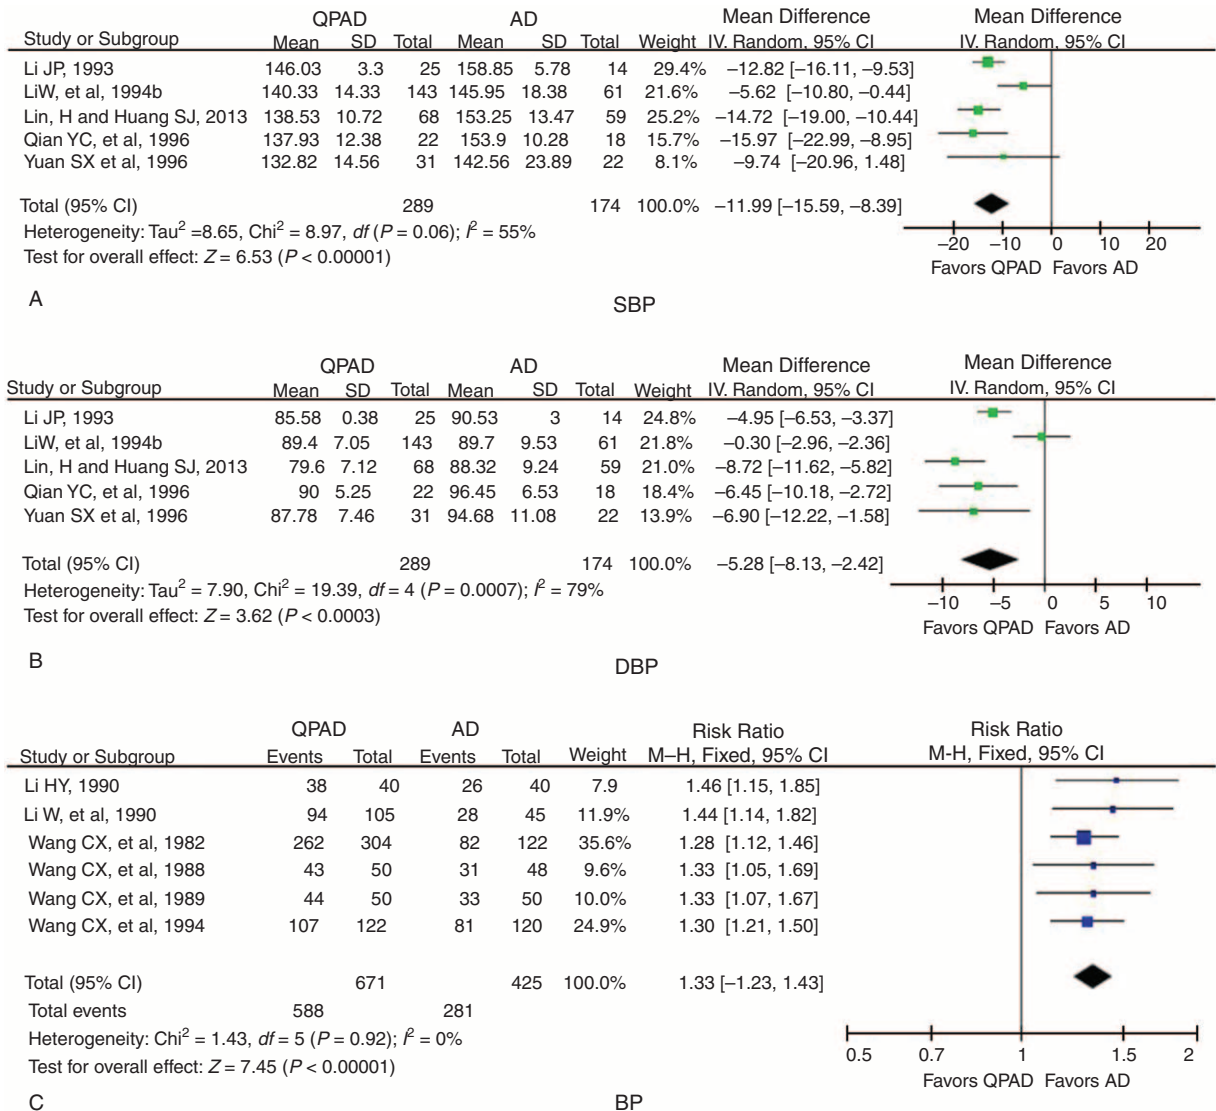 QPAD AD Mean Difference Mean Difference
Study or Subgroup Mean SD Total Mean SD Total Weight IV. Random, 95% CI IV. Random, 95% CI
Li JP, 1993 146.03 3.3 25 158.85 5.78 14 29.4% −12.82 [−16.11, −9.53]
LiW, et al, 1994b 140.33 14.33 143 145.95 18.38 61 21.6% −5.62 [−10.80, −0.44]
Lin, H and Huang SJ, 2013 138.53 10.72 68 153.25 13.47 59 25.2% −14.72 [−19.00, −10.44]
Qian YC, et al, 1996 137.93 12.38 22 153.9 10.28 18 15.7% −15.97 [−22.99, −8.95]
Yuan SX et al, 1996 132.82 14.56 31 142.56 23.89 22 8.1% −9.74 [−20.96, 1.48]
Total (95% CI) 289 174 100.0% −11.99 [−15.59, −8.39]
Heterogeneity: Tau² =8.65, Chi² = 8.97, df (P = 0.06); I² = 55%
Test for overall effect: Z = 6.53 (P < 0.00001)
−20 −10 0 10 20
Favors QPAD Favors AD
A
SBP
QPAD AD Mean Difference Mean Difference
Study or Subgroup Mean SD Total Mean SD Total Weight IV. Random, 95% CI IV. Random, 95% CI
Li JP, 1993 85.58 0.38 25 90.53 3 14 24.8% −4.95 [−6.53, −3.37]
LiW, et al, 1994b 89.4 7.05 143 89.7 9.53 61 21.8% −0.30 [−2.96, −2.36]
Lin, H and Huang SJ, 2013 79.6 7.12 68 88.32 9.24 59 21.0% −8.72 [−11.62, −5.82]
Qian YC, et al, 1996 90 5.25 22 96.45 6.53 18 18.4% −6.45 [−10.18, −2.72]
Yuan SX et al, 1996 87.78 7.46 31 94.68 11.08 22 13.9% −6.90 [−12.22, −1.58]
Total (95% CI) 289 174 100.0% −5.28 [−8.13, −2.42]
Heterogeneity: Tau² = 7.90, Chi² = 19.39, df = 4 (P = 0.0007); I² = 79%
Test for overall effect: Z = 3.62 (P < 0.0003)
−10 −5 0 5 10
Favors QPAD Favors AD
B
DBP
QPAD AD Risk Ratio Risk Ratio
Study or Subgroup Events Total Events Total Weight M–H, Fixed, 95% CI M-H, Fixed, 95% CI
Li HY, 1990 38 40 26 40 7.9 1.46 [1.15, 1.85]
Li W, et al, 1990 94 105 28 45 11.9% 1.44 [1.14, 1.82]
Wang CX, et al, 1982 262 304 82 122 35.6% 1.28 [1.12, 1.46]
Wang CX, et al, 1988 43 50 31 48 9.6% 1.33 [1.05, 1.69]
Wang CX, et al, 1989 44 50 33 50 10.0% 1.33 [1.07, 1.67]
Wang CX, et al, 1994 107 122 81 120 24.9% 1.30 [1.21, 1.50]
Total (95% CI) 671 425 100.0% 1.33 [−1.23, 1.43]
Total events 588 281
Heterogeneity: Chi² = 1.43, df = 5 (P = 0.92); I² = 0%
Test for overall effect: Z = 7.45 (P < 0.00001)
0.5 0.7 1 1.5 2
Favors QPAD Favors AD
C
BP